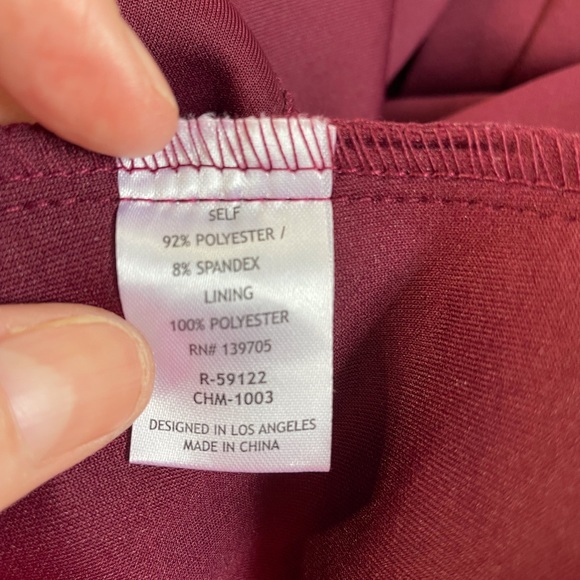 SELF
92% POLYESTER /
8% SPANDEX
LINING
100% POLYESTER
RN# 139705
R-59122
CHM-1003
DESIGNED IN LOS ANGELES
MADE IN CHINA